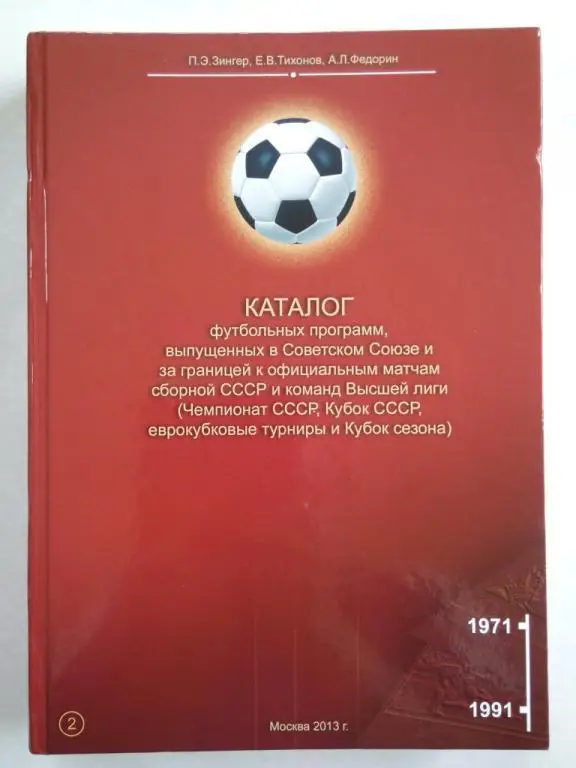 П.Э.Зингер, Е.В.Тихонов, А.Л.Федорин
КАТАЛОГ
футбольных программ,
выпущенных в Советском Союзе и
за границей к официальным матчам
сборной СССР и команд Высшей лиги
(Чемпионат СССР, Кубок СССР,
еврокубковые турниры и Кубок сезона)
1971
1991
2
Москва 2013 г.